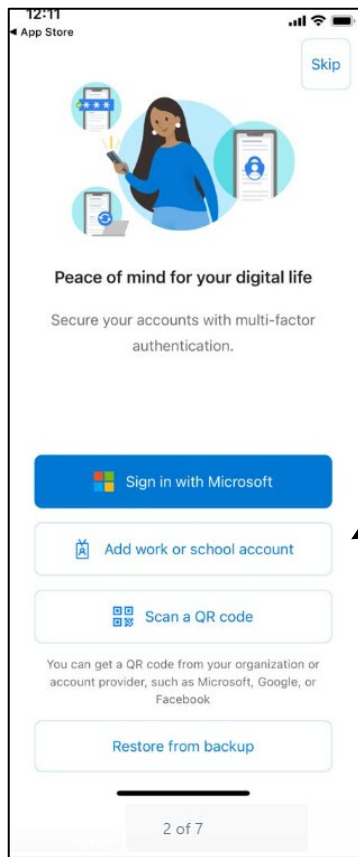 12:11
◀ App Store
Skip
Peace of mind for your digital life
Secure your accounts with multi-factor
authentication.
Sign in with Microsoft
Add work or school account
Scan a QR code
You can get a QR code from your organization or
account provider, such as Microsoft, Google, or
Facebook
Restore from backup
2 of 7